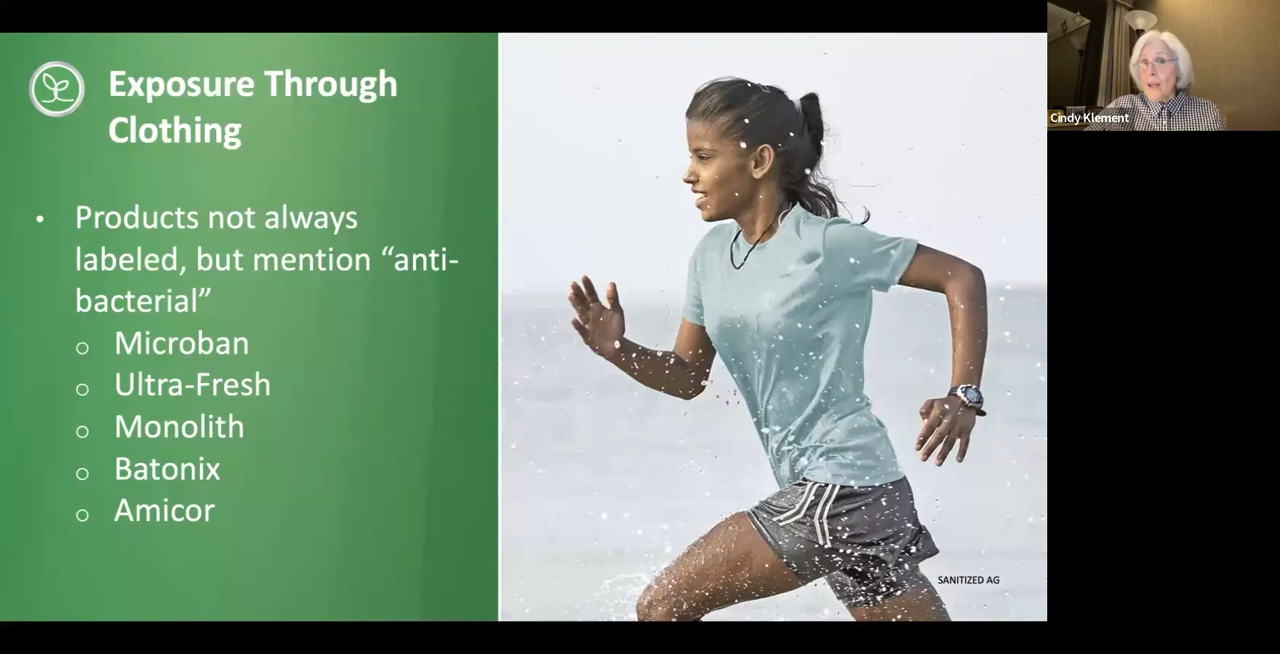 Exposure Through
Clothing
• Products not always
labeled, but mention “anti-
bacterial”
o Microban
o Ultra-Fresh
o Monolith
o Batonix
o Amicor
SANITIZED AG
Cindy Klement